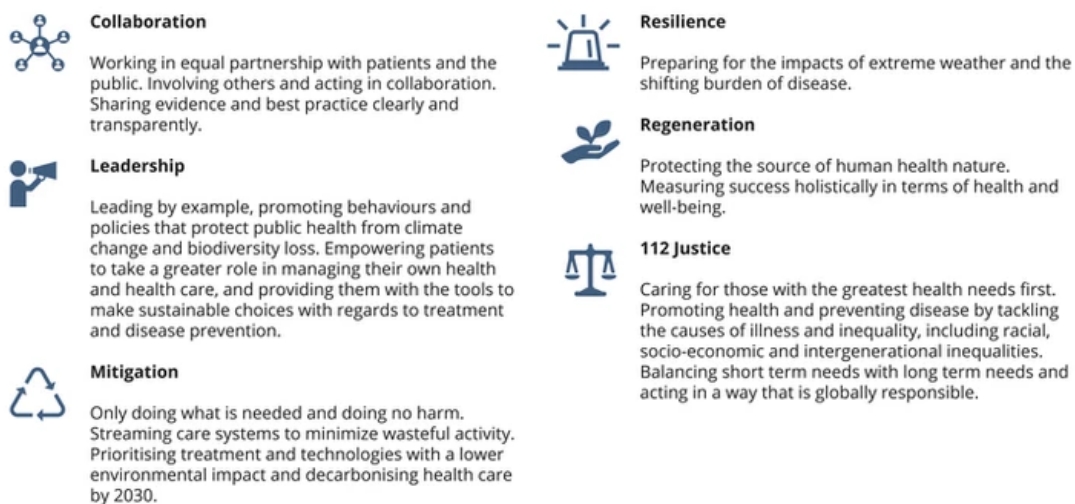 Collaboration
Working in equal partnership with patients and the
public. Involving others and acting in collaboration.
Sharing evidence and best practice clearly and
transparently.
Leadership
Leading by example, promoting behaviours and
policies that protect public health from climate
change and biodiversity loss. Empowering patients
to take a greater role in managing their own health
and health care, and providing them with the tools to
make sustainable choices with regards to treatment
and disease prevention.
Mitigation
Only doing what is needed and doing no harm.
Streaming care systems to minimize wasteful activity.
Prioritising treatment and technologies with a lower
environmental impact and decarbonising health care
by 2030.
Resilience
Preparing for the impacts of extreme weather and the
shifting burden of disease.
Regeneration
Protecting the source of human health nature.
Measuring success holistically in terms of health and
well-being.
112 Justice
Caring for those with the greatest health needs first.
Promoting health and preventing disease by tackling
the causes of illness and inequality, including racial,
socio-economic and intergenerational inequalities.
Balancing short term needs with long term needs and
acting in a way that is globally responsible.